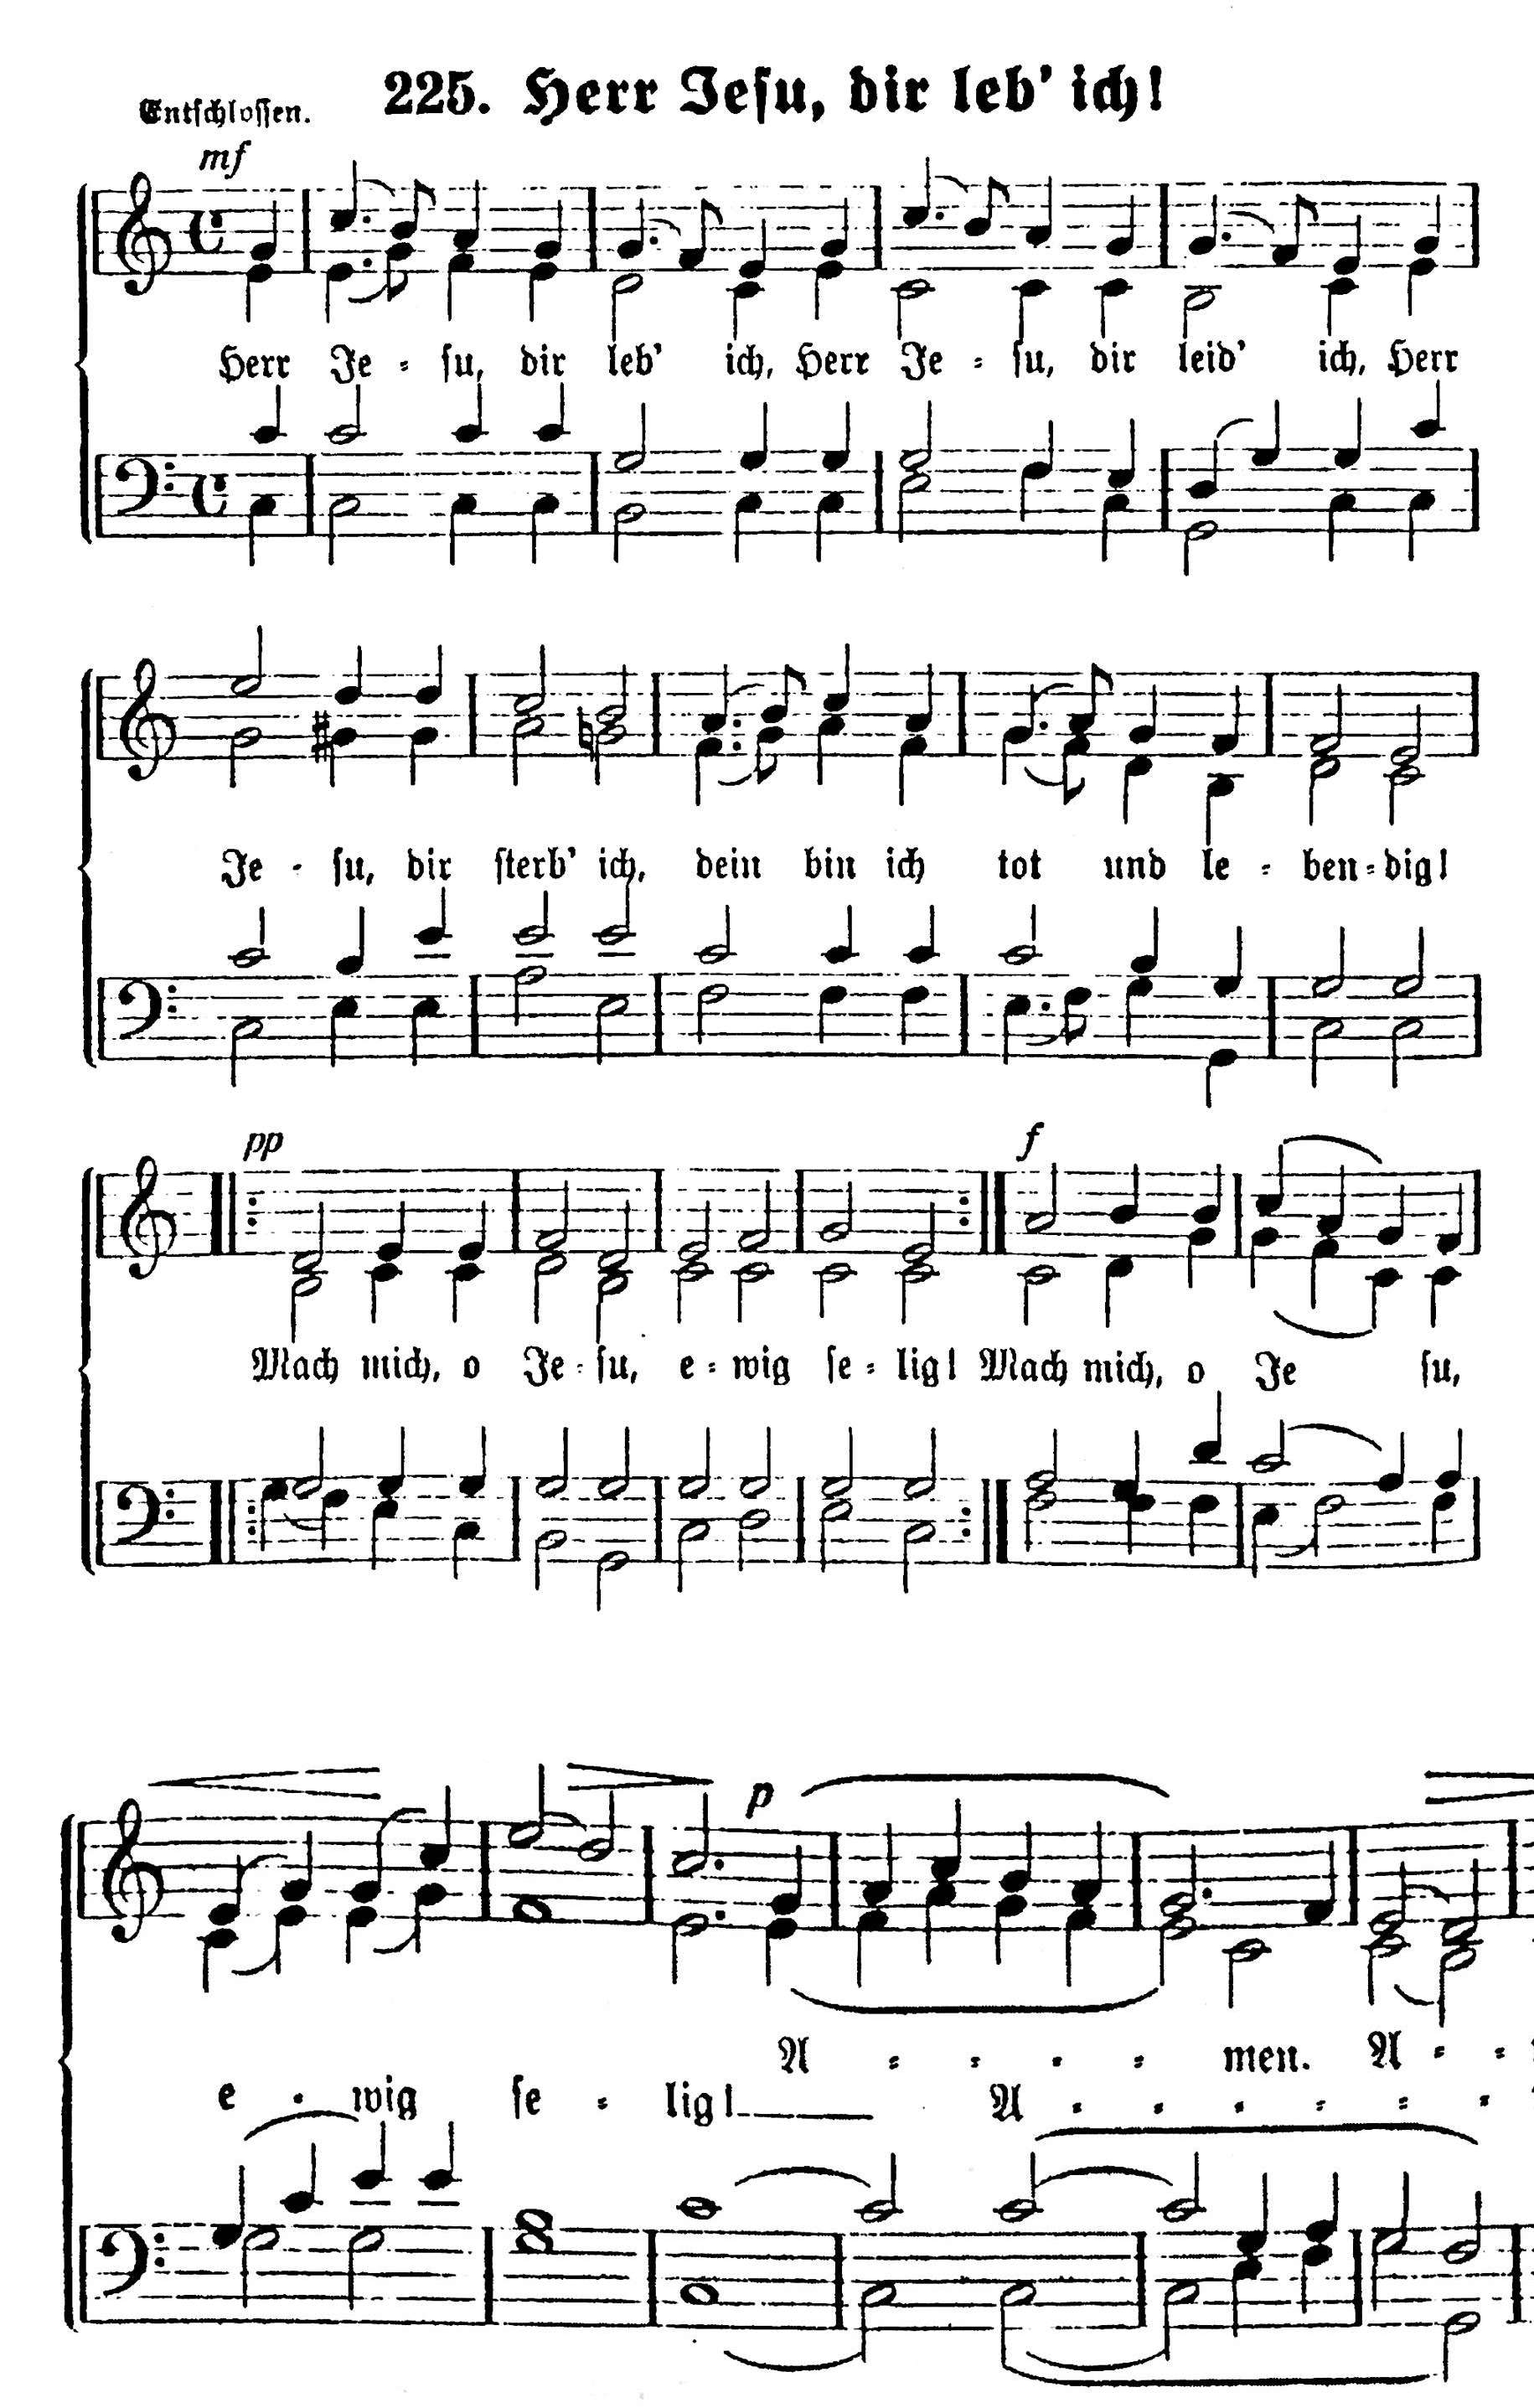 225. Herr Jesu, dir leb' ich!
Entschlossen.
mf
Herr Je - su, dir leb' ich, Herr Je - su, dir leid' ich, Herr
Je - su, dir sterb' ich, dein bin ich tot und le - ben-dig!
pp f
Mach mich, o Je-su, e-wig se-lig! Mach mich, o Je su,
p
A - - - - men. A - -
e - wig se - lig! A - - - - - -